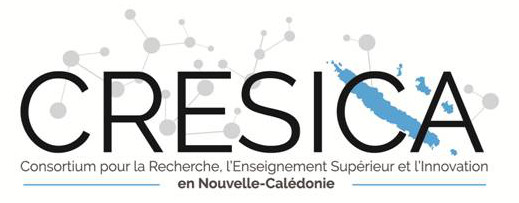 CRESICA
Consortium pour la Recherche, l'Enseignement Supérieur et l'Innovation
en Nouvelle-Calédonie